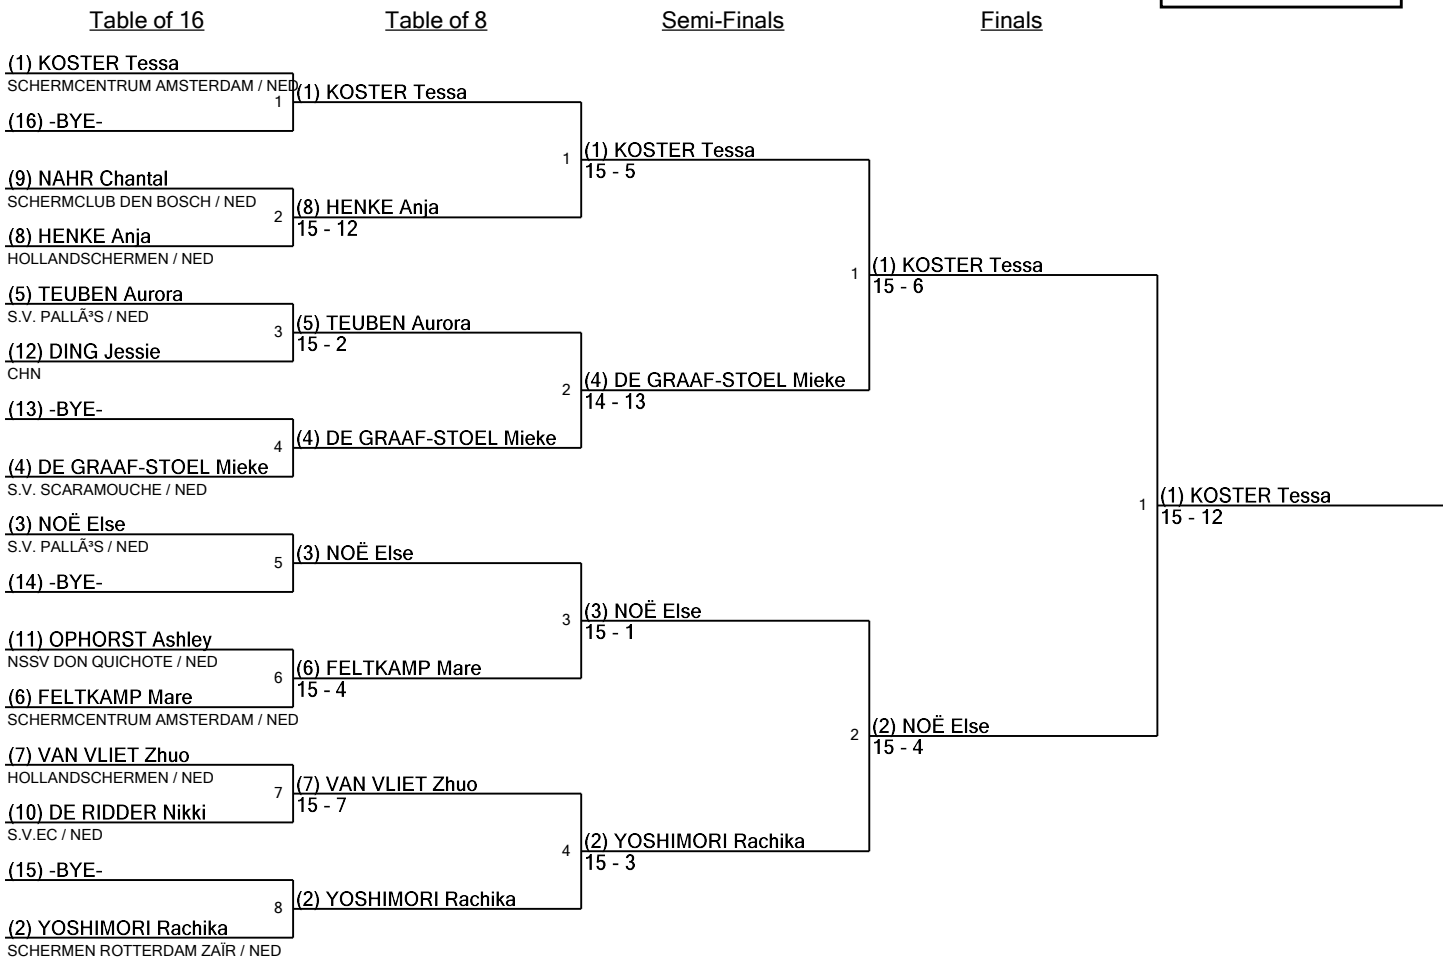 Table of 16
Table of 8
Semi-Finals
Finals
(1) KOSTER Tessa
SCHERMCENTRUM AMSTERDAM / NED
1
(16) -BYE-
(9) NAHR Chantal
SCHERMCLUB DEN BOSCH / NED
2
(8) HENKE Anja
HOLLANDSCHERMEN / NED
(5) TEUBEN Aurora
S.V. PALLÃ³S / NED
3
(12) DING Jessie
CHN
(13) -BYE-
4
(4) DE GRAAF-STOEL Mieke
S.V. SCARAMOUCHE / NED
(3) NOË Else
S.V. PALLÃ³S / NED
5
(14) -BYE-
(11) OPHORST Ashley
NSSV DON QUICHOTE / NED
6
(6) FELTKAMP Mare
SCHERMCENTRUM AMSTERDAM / NED
(7) VAN VLIET Zhuo
HOLLANDSCHERMEN / NED
7
(10) DE RIDDER Nikki
S.V.EC / NED
(15) -BYE-
8
(2) YOSHIMORI Rachika
SCHERMEN ROTTERDAM ZAÏR / NED
(1) KOSTER Tessa
1
(8) HENKE Anja
15 - 12
(5) TEUBEN Aurora
15 - 2
2
(4) DE GRAAF-STOEL Mieke
(3) NOË Else
3
(6) FELTKAMP Mare
15 - 4
(7) VAN VLIET Zhuo
15 - 7
4
(2) YOSHIMORI Rachika
(1) KOSTER Tessa
15 - 5
1
(4) DE GRAAF-STOEL Mieke
14 - 13
(3) NOË Else
15 - 1
2
(2) YOSHIMORI Rachika
15 - 3
(1) KOSTER Tessa
15 - 6
1
(2) NOË Else
15 - 4
(1) KOSTER Tessa
15 - 12